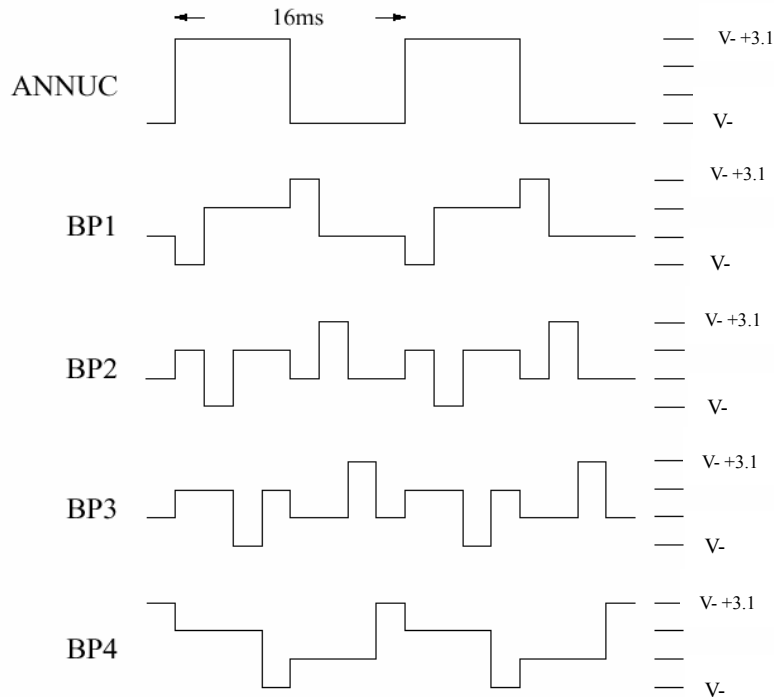 16ms
V- +3.1
ANNUC
V-
V- +3.1
BP1
V-
V- +3.1
BP2
V-
V- +3.1
BP3
V-
V- +3.1
BP4
V-